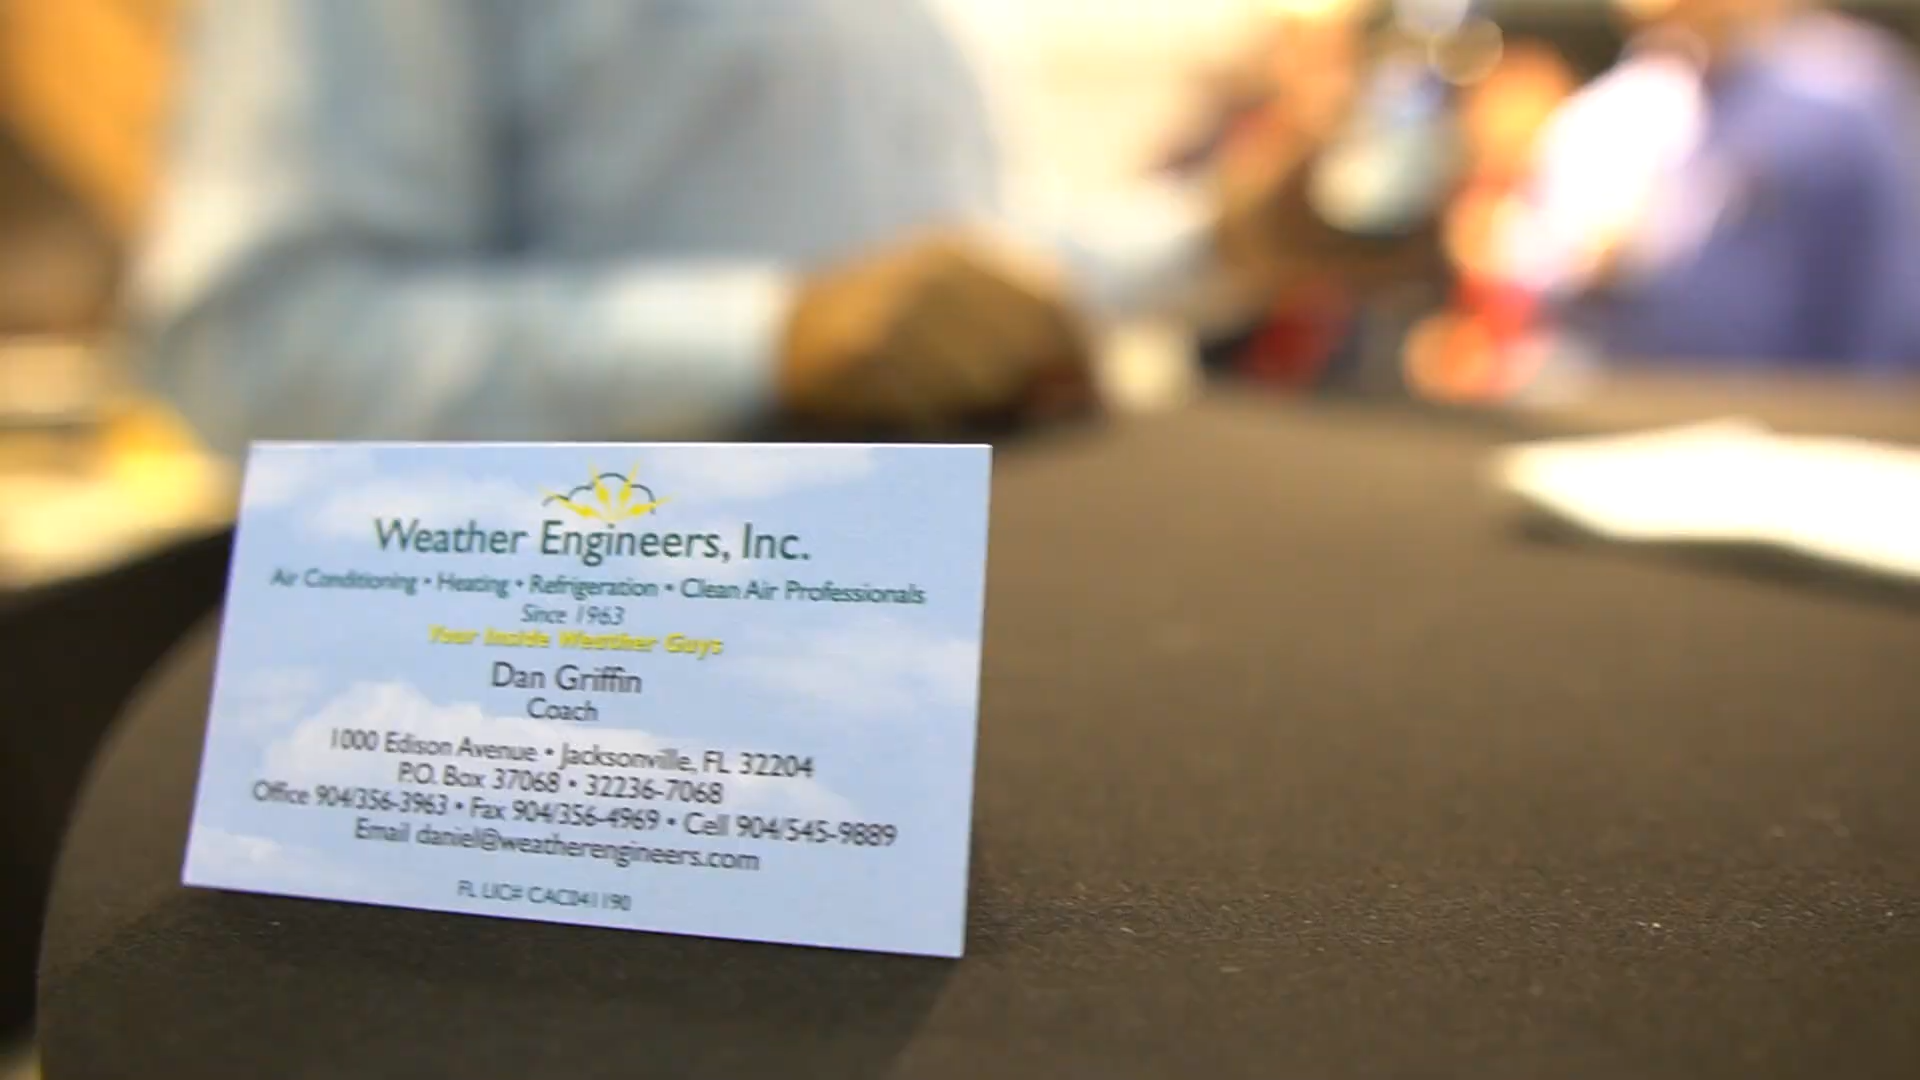 Weather Engineers, Inc.
Air Conditioning • Heating • Refrigeration • Clean Air Professionals
Since 1963
Your Inside Weather Guys
Dan Griffin
Coach
1000 Edison Avenue • Jacksonville, FL 32204
P.O. Box 37068 • 32236-7068
Office 904/356-3963 • Fax 904/356-4969 • Cell 904/545-9889
Email daniel@weatherengineers.com
FL LIC# CAC041190